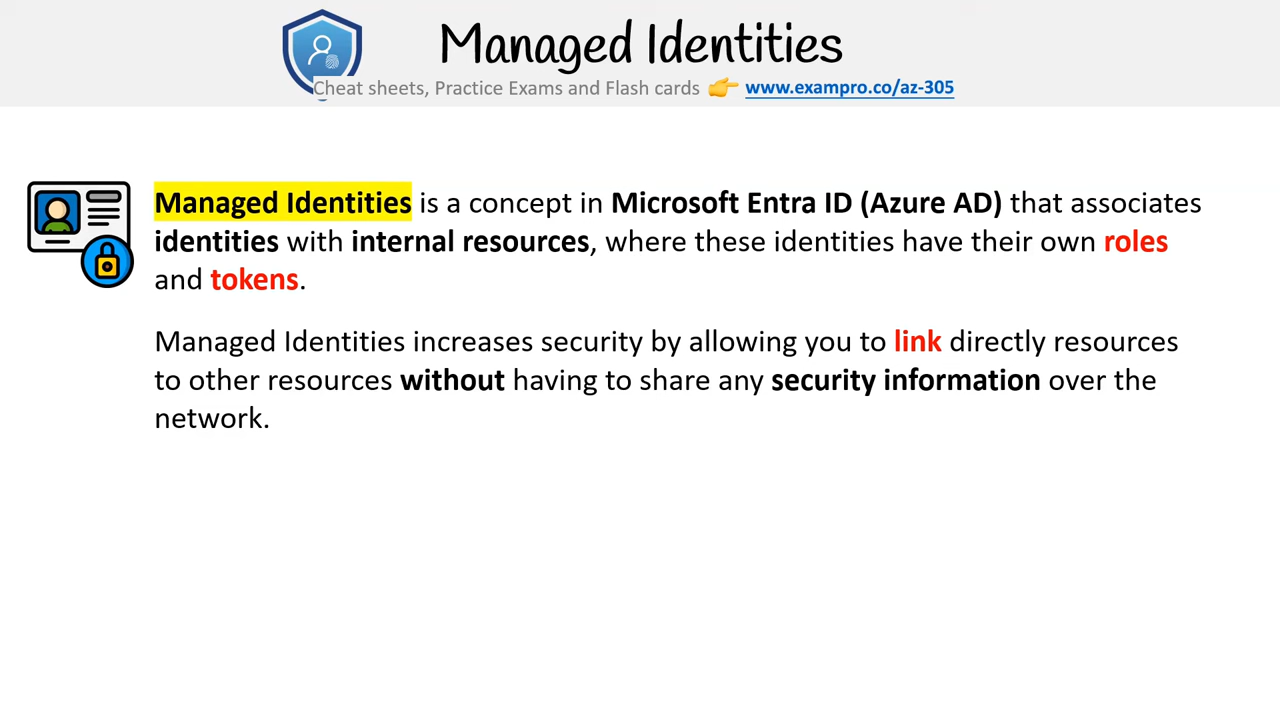 Managed Identities
Cheat sheets, Practice Exams and Flash cards 👉 www.exampro.co/az-305
Managed Identities is a concept in Microsoft Entra ID (Azure AD) that associates
identities with internal resources, where these identities have their own roles
and tokens.
Managed Identities increases security by allowing you to link directly resources
to other resources without having to share any security information over the
network.